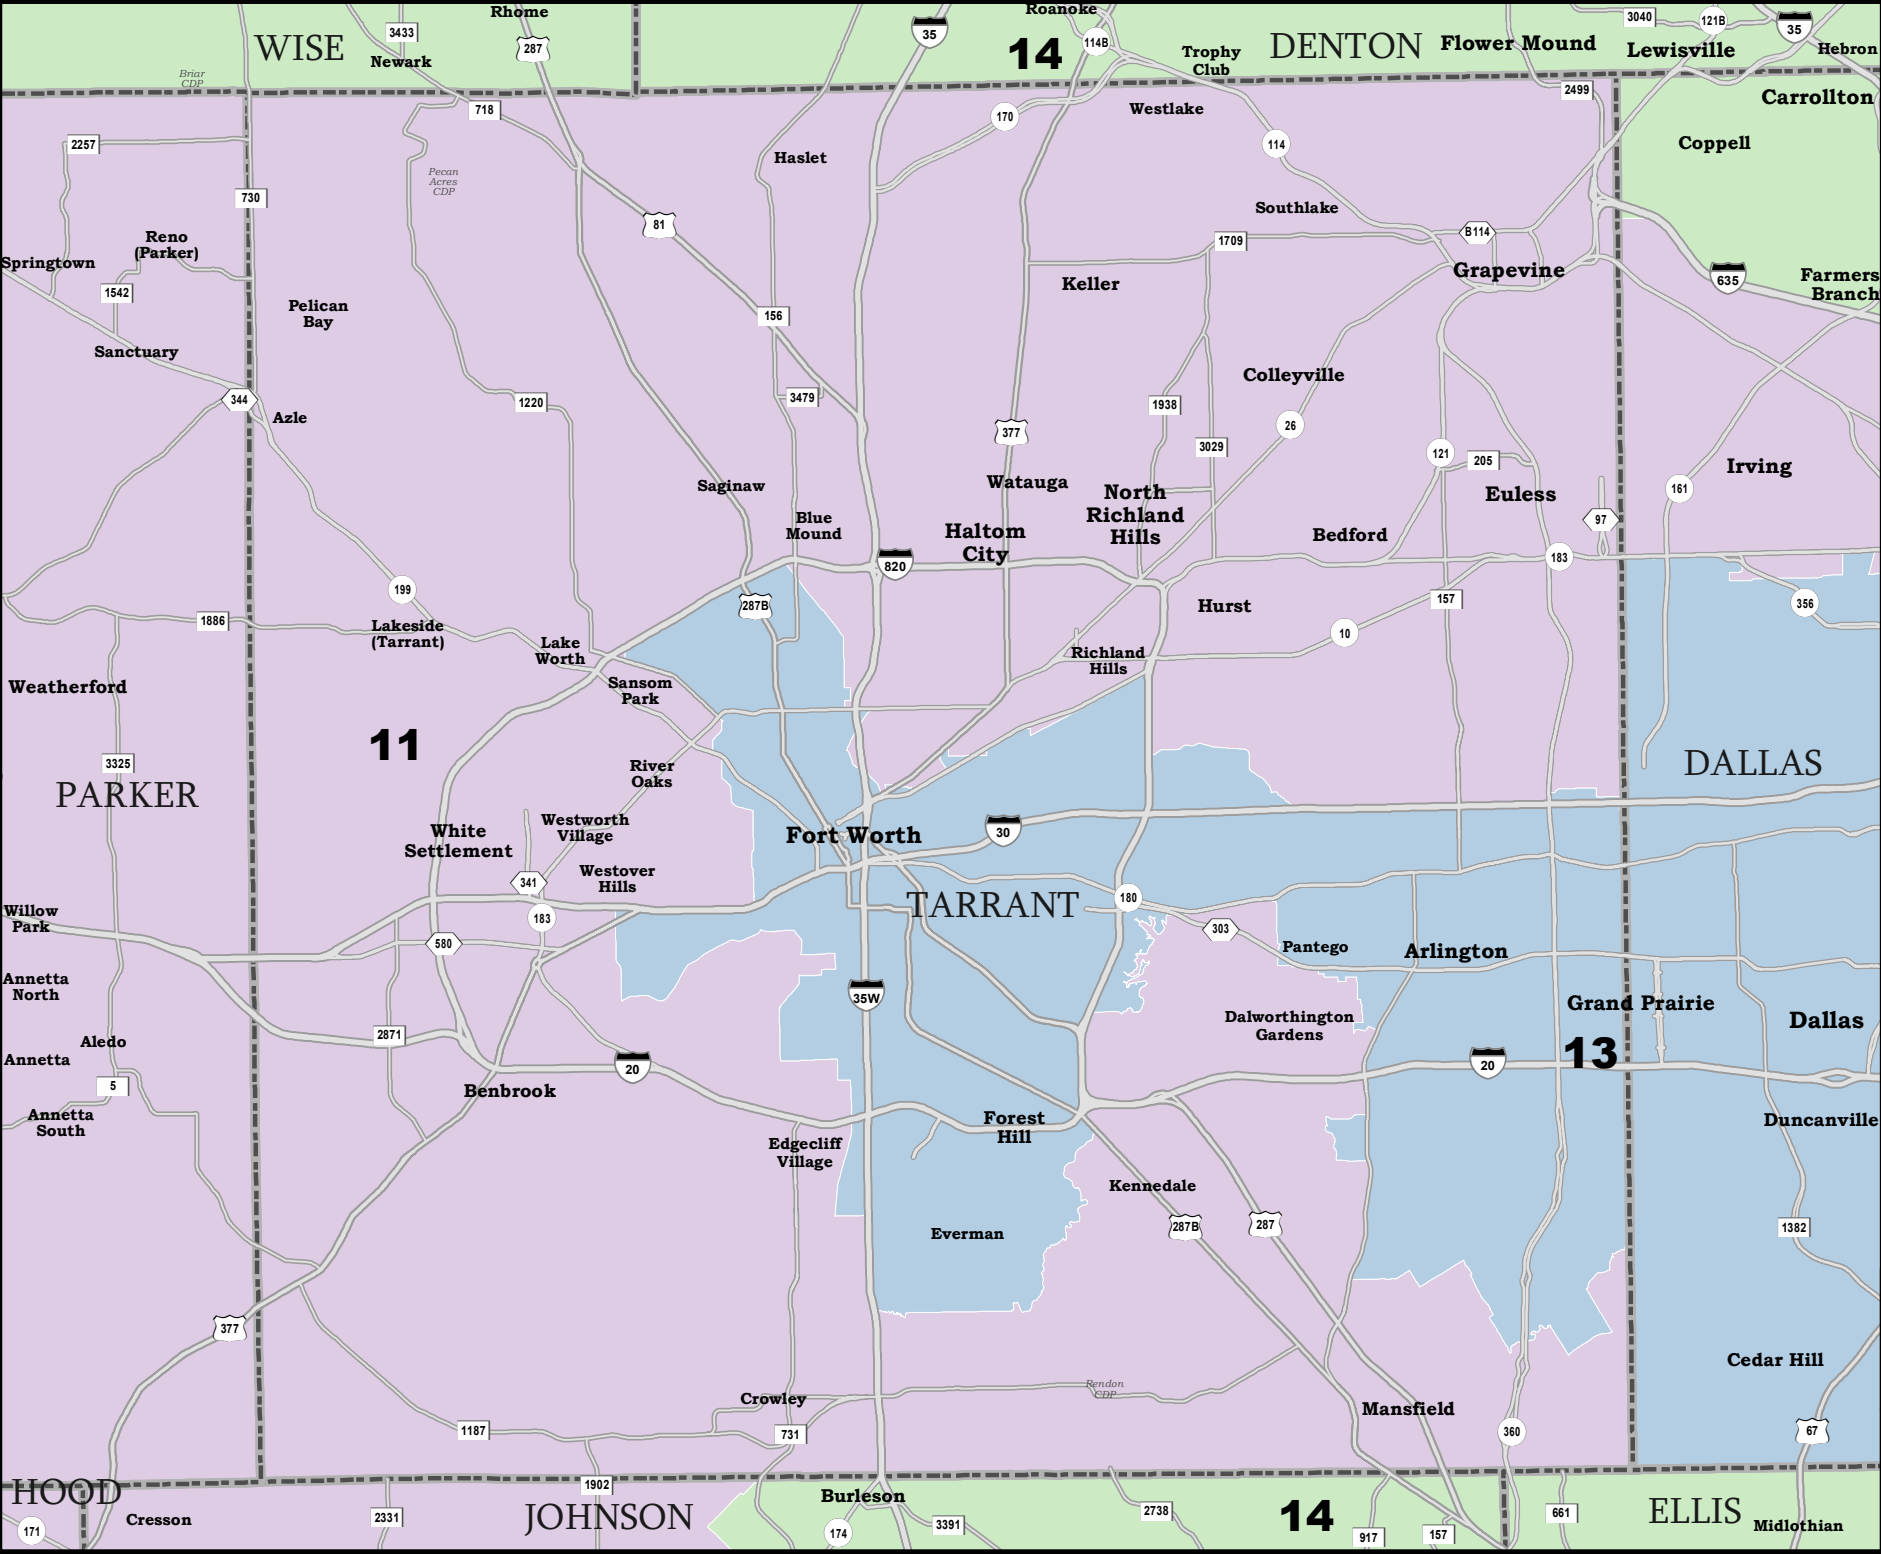 Rhome
Roanoke
3040
121B
35
3433
WISE
287
35
14
114B
Trophy
Club
DENTON
Flower Mound
Lewisville
Hebron
Newark
Briar
CDP
718
170
Westlake
2499
Carrollton
2257
Haslet
114
Coppell
Pecan
Acres
CDP
730
81
Southlake
Reno
(Parker)
1709
B114
Springtown
Grapevine
635
Farmers
Branch
1542
Keller
Pelican
Bay
156
Sanctuary
Colleyville
344
Azle
1220
3479
1938
26
377
3029
121
205
Irving
Saginaw
Watauga
North
Richland
Hills
Euless
161
Blue
Mound
Haltom
City
Bedford
97
820
183
199
287B
Hurst
157
356
1886
Lakeside
(Tarrant)
Lake
Worth
10
Richland
Hills
Weatherford
Sansom
Park
11
3325
River
Oaks
DALLAS
PARKER
White
Settlement
Westworth
Village
Fort Worth
30
341
Westover
Hills
183
TARRANT
180
Willow
Park
580
303
Pantego
Arlington
Annetta
North
35W
Grand Prairie
Dalworthington
Gardens
Dallas
2871
Aledo
Annetta
13
5
20
20
Benbrook
Annetta
South
Forest
Hill
Duncanville
Edgecliff
Village
Kennedale
287B
287
1382
Everman
377
Cedar Hill
Rendon
CDP
Crowley
Mansfield
1187
731
360
67
HOOD
1902
Burleson
JOHNSON
14
ELLIS
171
Cresson
2331
174
3391
2738
917
157
661
Midlothian